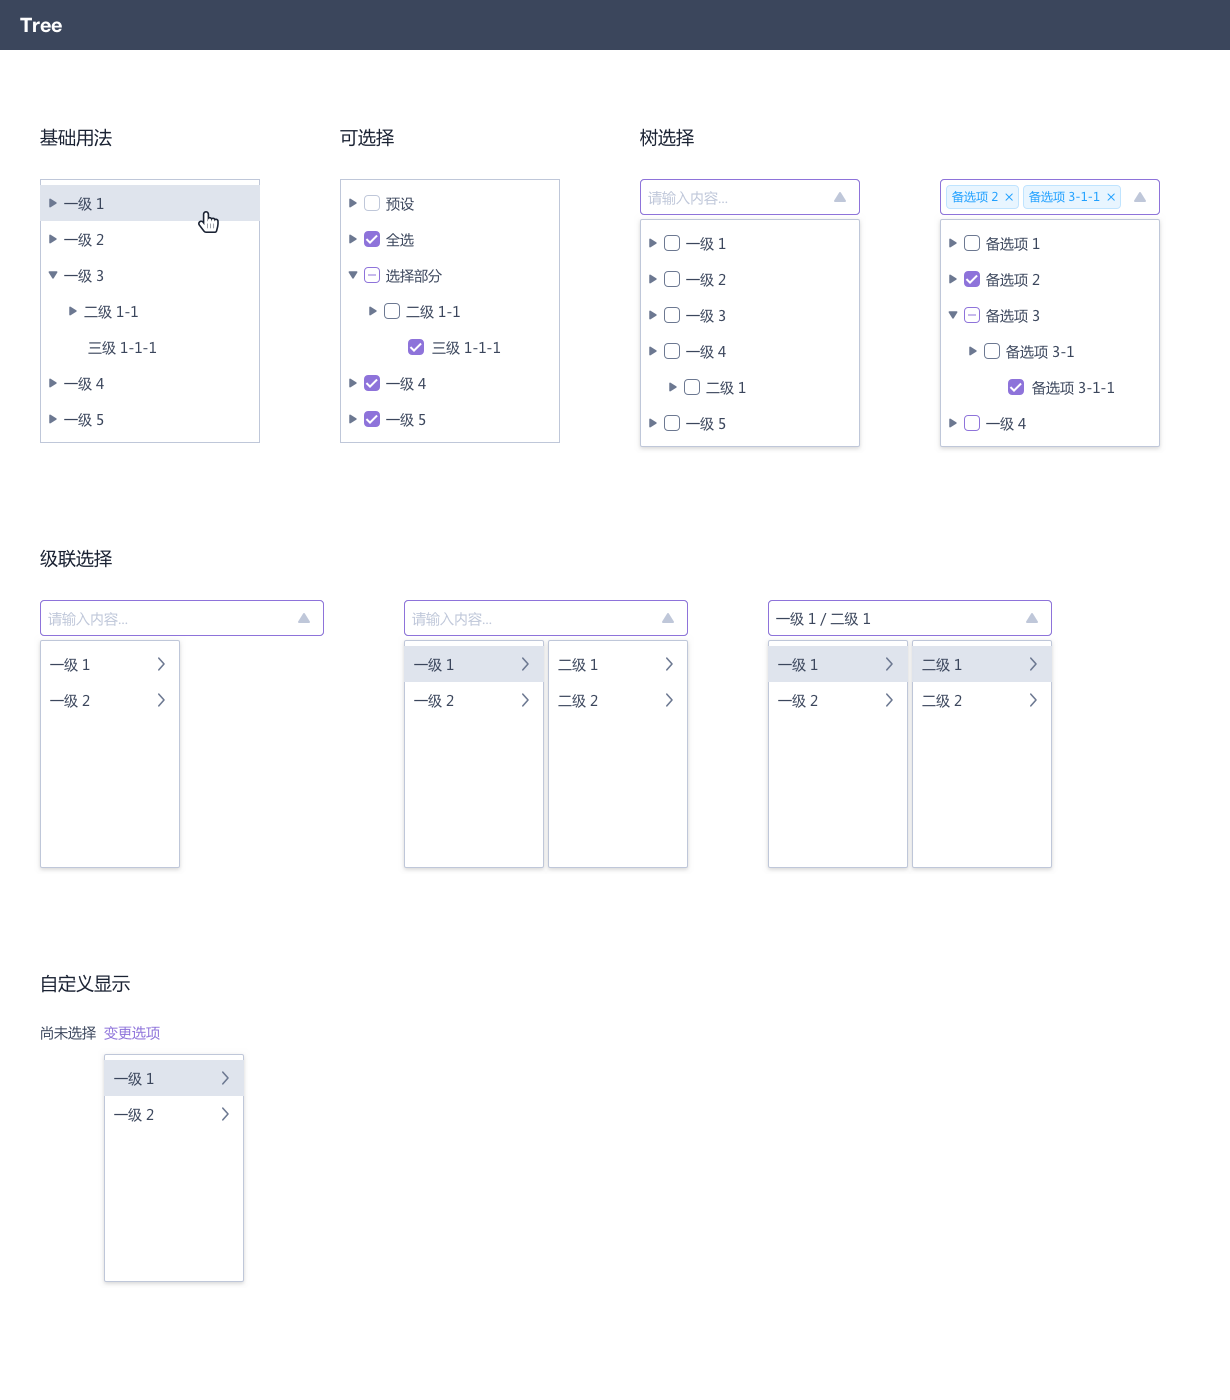 Tree
基础用法
一级 1
一级 2
一级 3
二级 1-1
三级 1-1-1
一级 4
一级 5
可选择
预设
全选
选择部分
二级 1-1
三级 1-1-1
一级 4
一级 5
树选择
请输入内容...
一级 1
一级 2
一级 3
一级 4
二级 1
一级 5
备选项 2 × 备选项 3-1-1 ×
备选项 1
备选项 2
备选项 3
备选项 3-1
备选项 3-1-1
一级 4
级联选择
请输入内容...
一级 1
一级 2
请输入内容...
一级 1
一级 2
二级 1
二级 2
一级 1 / 二级 1
一级 1
一级 2
二级 1
二级 2
自定义显示
尚未选择 变更选项
一级 1
一级 2